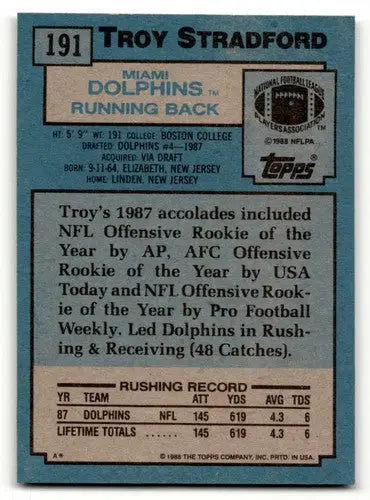 191 TROY STRADFORD
MIAMI
DOLPHINS ™
RUNNING BACK
NATIONAL FOOTBALL LEAGUE
PLAYERS ASSOCIATION
© 1988 NFLPA
Topps®
HT: 5' 9" WT: 191 COLLEGE: BOSTON COLLEGE
DRAFTED: DOLPHINS #4—1987
ACQUIRED: VIA DRAFT
BORN: 9-11-64, ELIZABETH, NEW JERSEY
HOME: LINDEN, NEW JERSEY
Troy's 1987 accolades included
NFL Offensive Rookie of the
Year by AP, AFC Offensive
Rookie of the Year by USA
Today and NFL Offensive Rook-
ie of the Year by Pro Football
Weekly. Led Dolphins in Rush-
ing & Receiving (48 Catches).
RUSHING RECORD
YR TEAM ATT YDS AVG TDS
87 DOLPHINS NFL 145 619 4.3 6
LIFETIME TOTALS ...... 145 619 4.3 6
A* © 1988 THE TOPPS COMPANY, INC. PRTD. IN U.S.A.